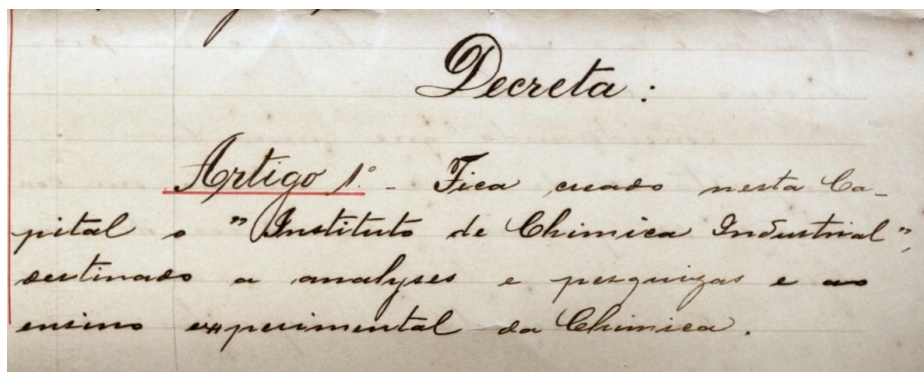 Decreta :
Artigo 1.º - Fica creado nesta Ca-
pital o "Instituto de Chimica Industrial",
destinado a analyses e pesquizas e ao
ensino experimental da Chimica.